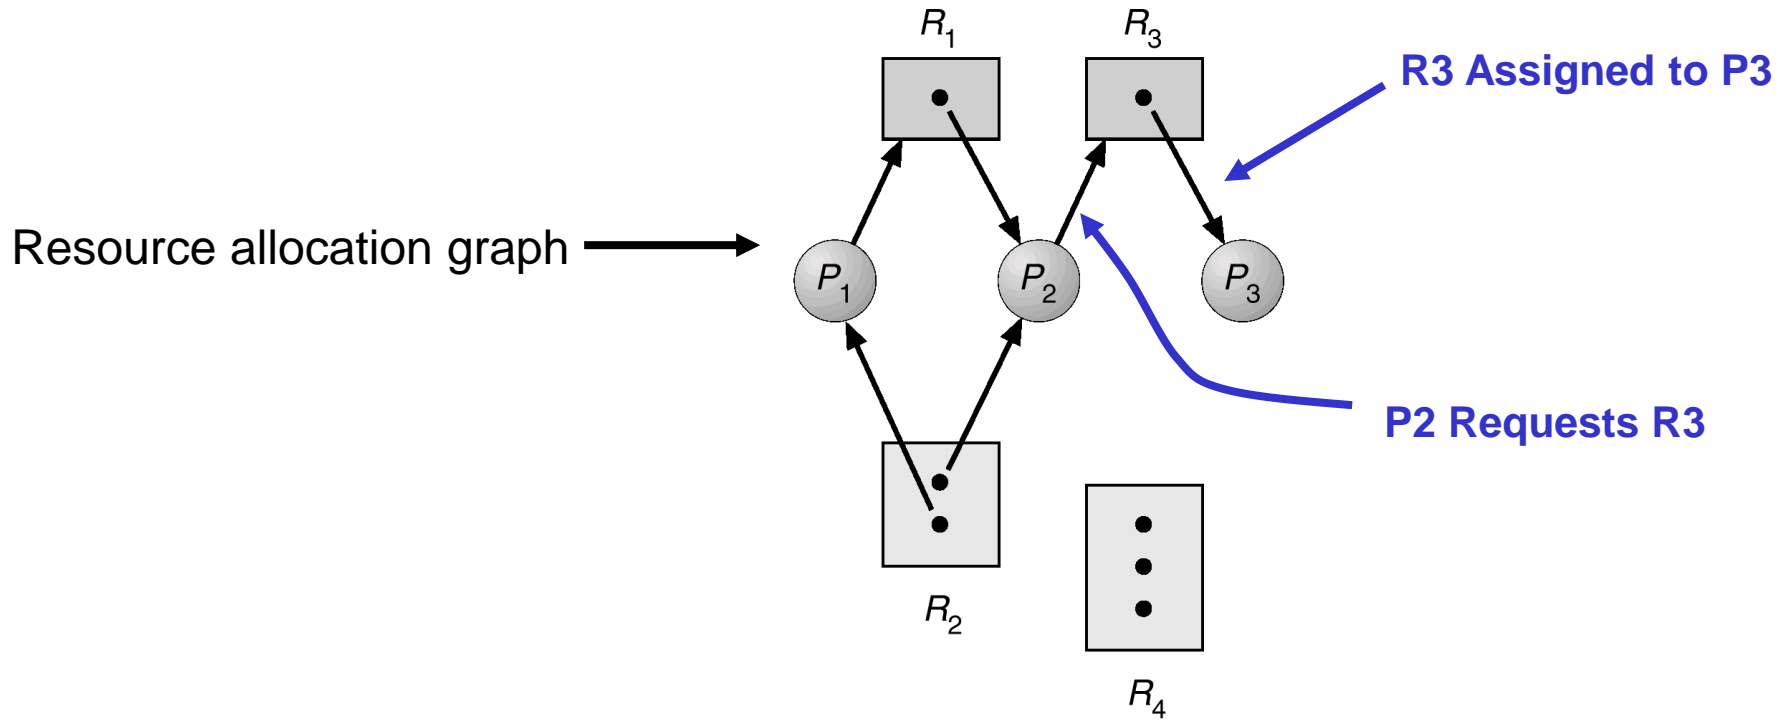 R1
R3
R3 Assigned to P3
Resource allocation graph
P1
P2
P3
P2 Requests R3
R2
R4